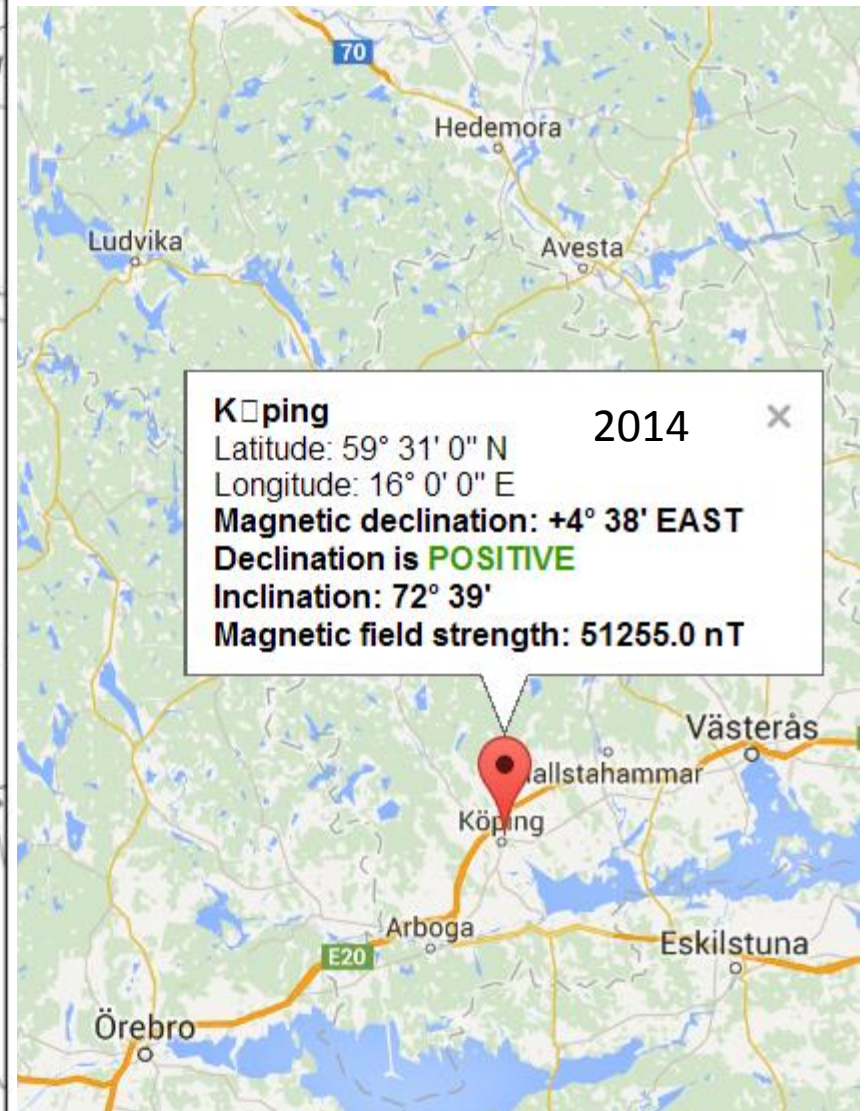 70
Hedemora
Ludvika
Avesta
K□ping
2014
×
Latitude: 59° 31' 0" N
Longitude: 16° 0' 0" E
Magnetic declination: +4° 38' EAST
Declination is POSITIVE
Inclination: 72° 39'
Magnetic field strength: 51255.0 nT
Västerås
allstahammar
Köping
Arboga
E20
Eskilstuna
Örebro